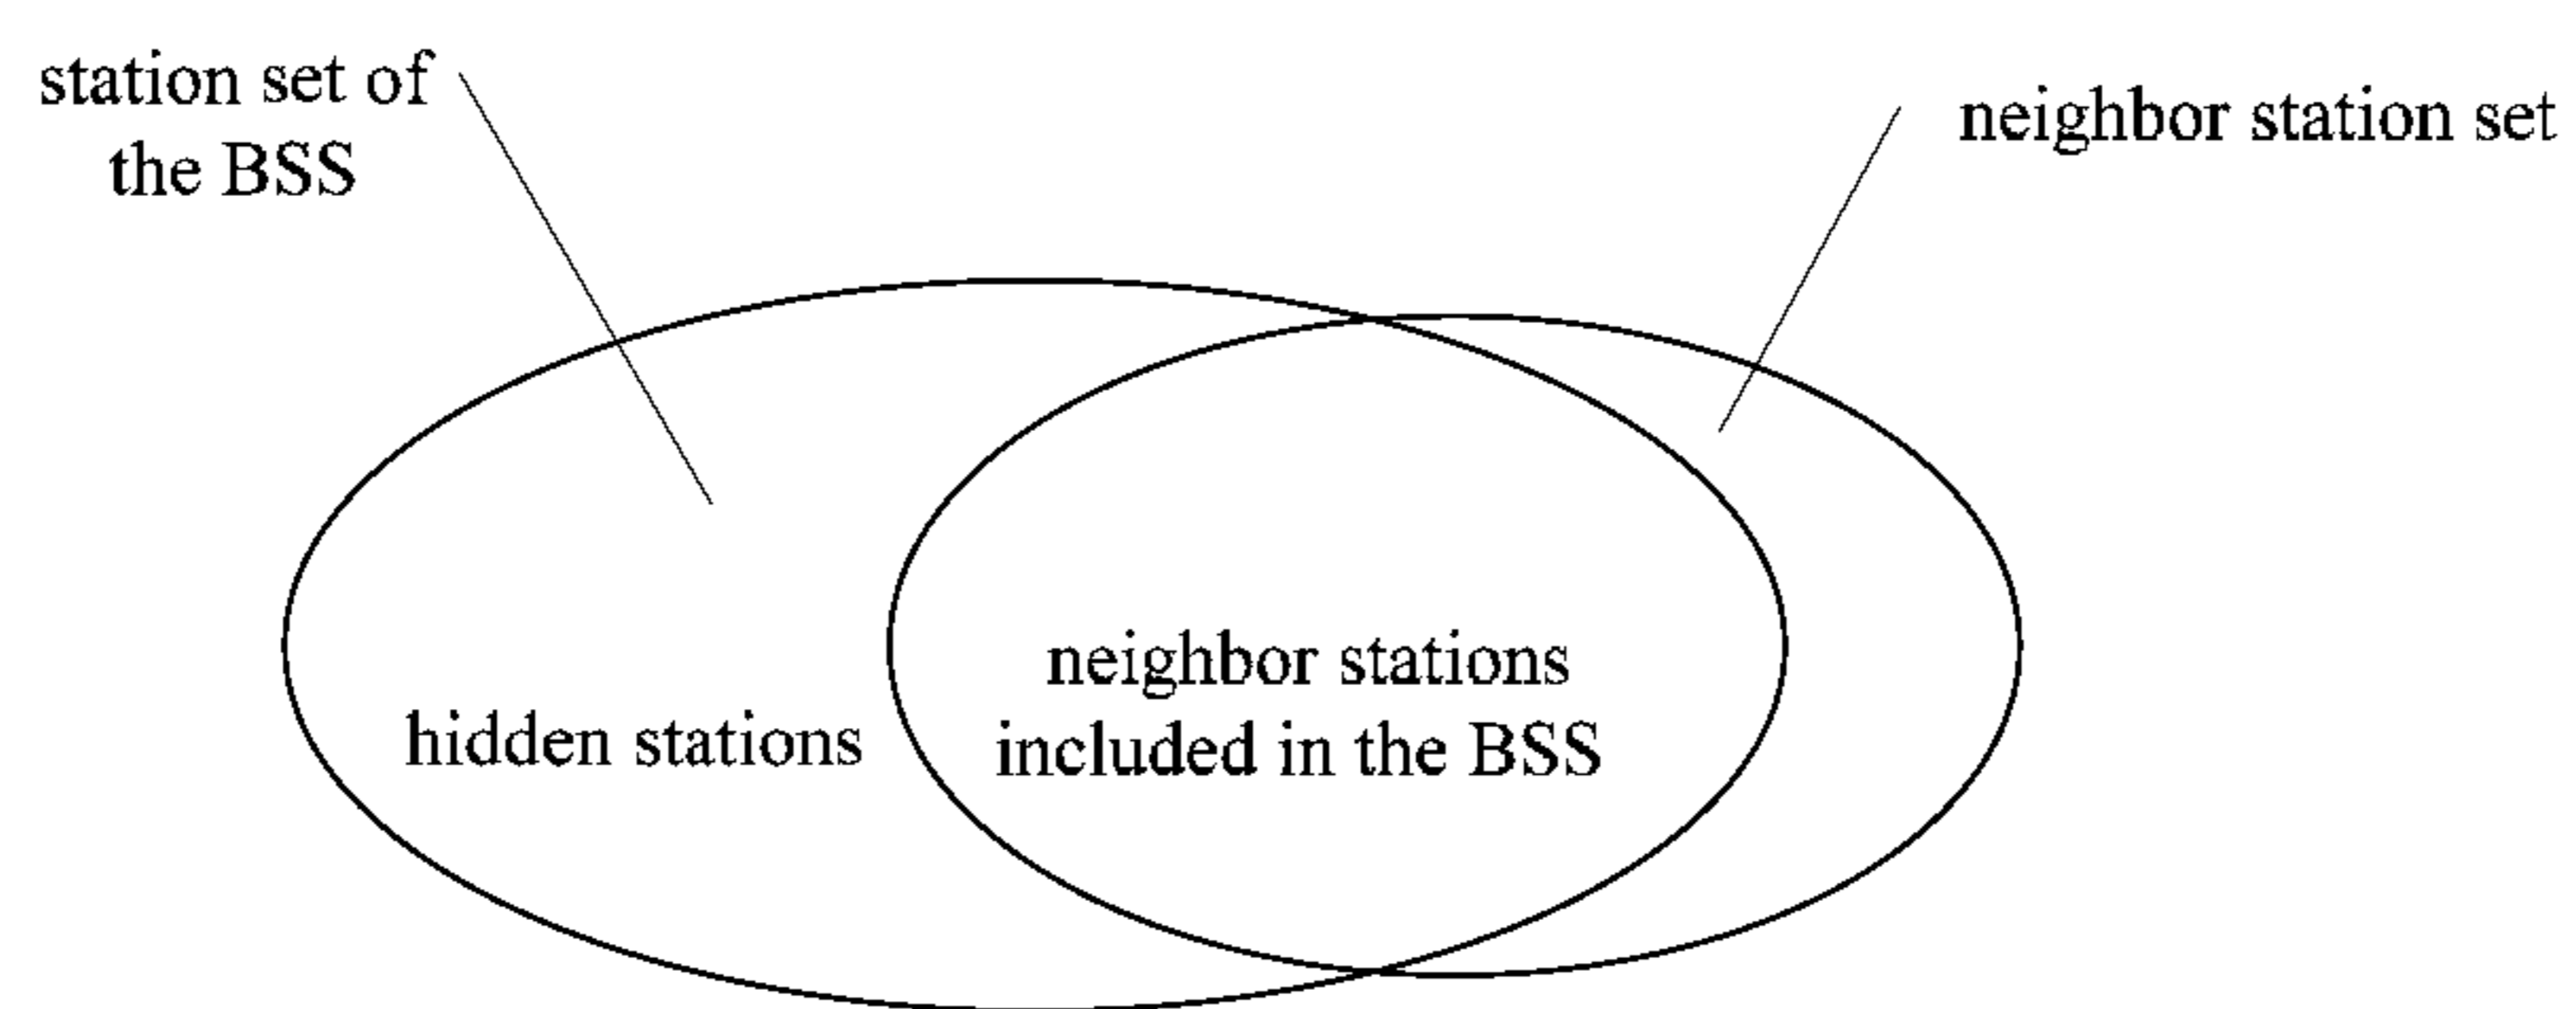 station set of
the BSS
neighbor station set
hidden stations
neighbor stations
included in the BSS